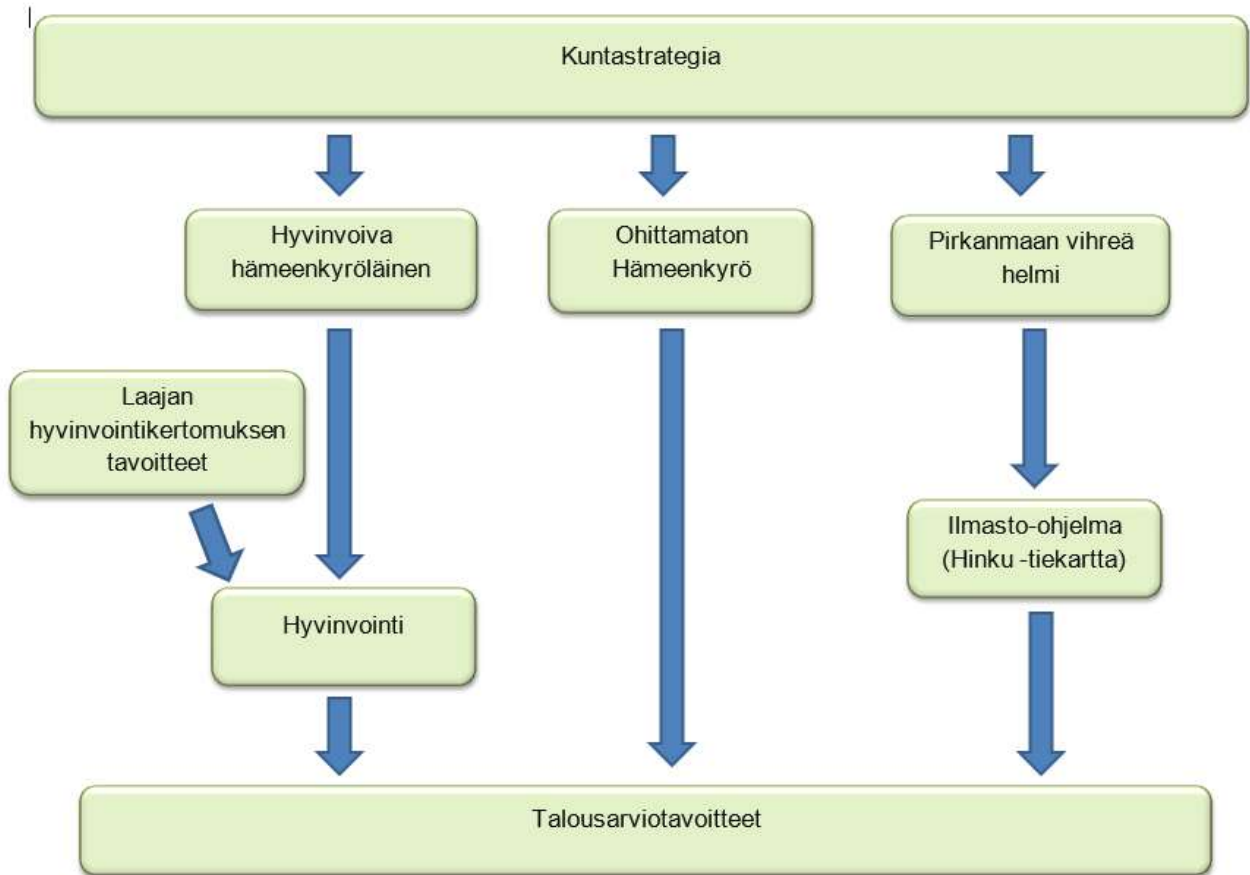 Kuntastrategia
Hyvinvoiva
hämeenkyröläinen
Ohittamaton
Hämeenkyrö
Pirkanmaan vihreä
helmi
Laajan
hyvinvointikertomuksen
tavoitteet
Ilmasto-ohjelma
(Hinku -tiekartta)
Hyvinvointi
Talousarviotavoitteet